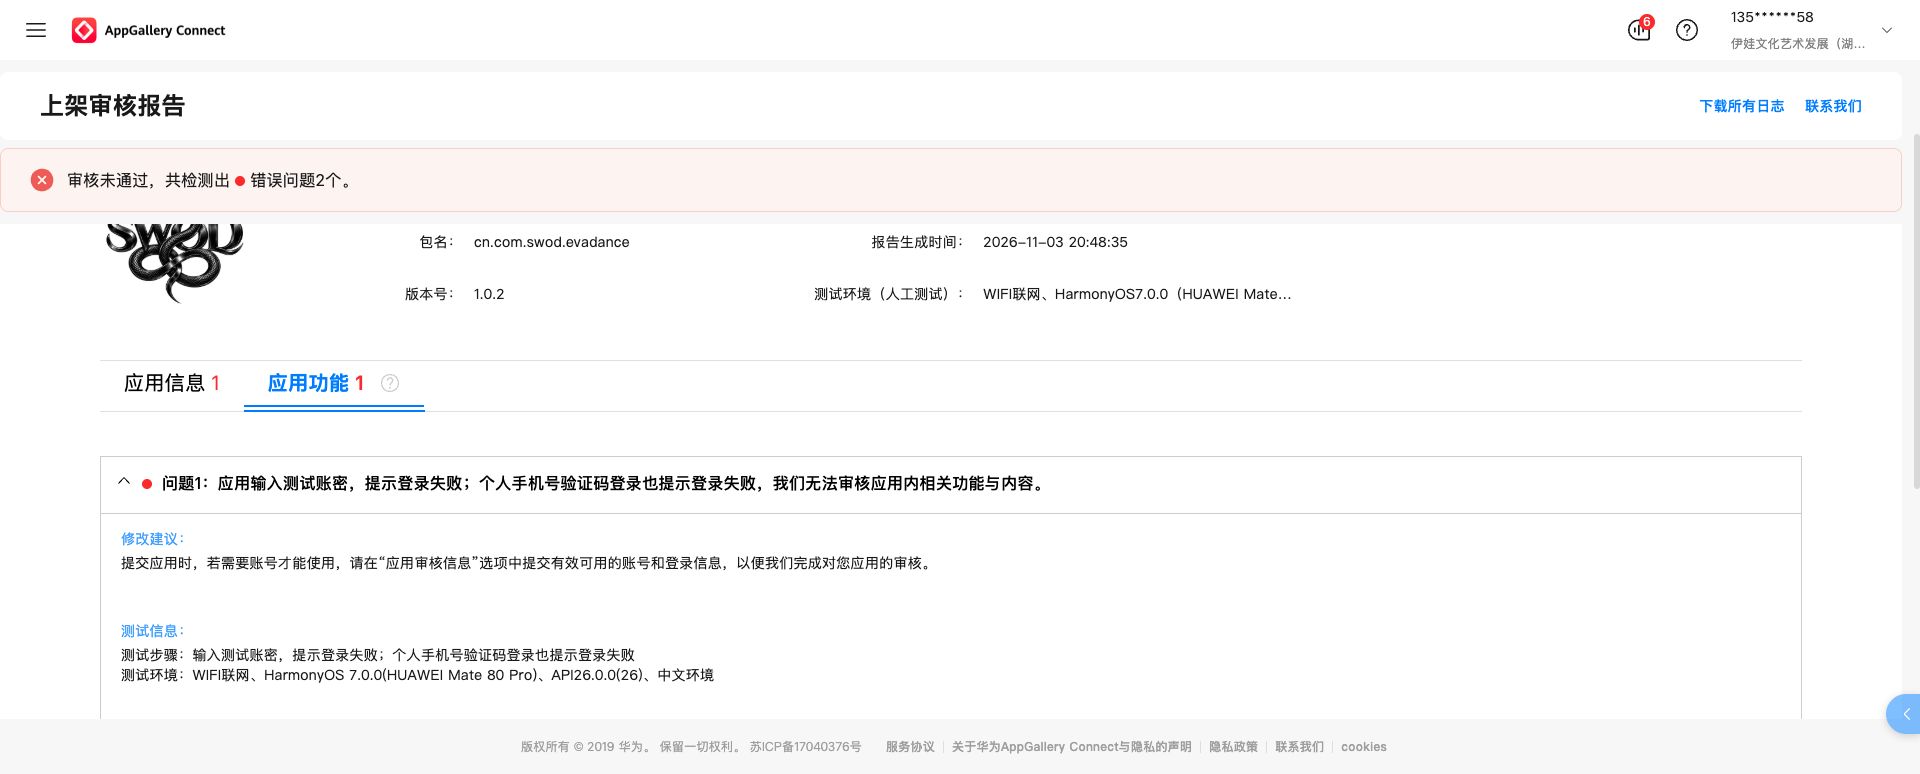 AppGallery Connect
6
135******58
伊娃文化艺术发展（湖...
上架审核报告
下载所有日志
联系我们
审核未通过，共检测出 错误问题2个。
SWOD
包名： cn.com.swod.evadance
报告生成时间： 2026-11-03 20:48:35
版本号： 1.0.2
测试环境（人工测试）： WIFI联网、HarmonyOS7.0.0（HUAWEI Mate...
应用信息 1
应用功能 1
问题1：应用输入测试账密，提示登录失败；个人手机号验证码登录也提示登录失败，我们无法审核应用内相关功能与内容。
修改建议：
提交应用时，若需要账号才能使用，请在“应用审核信息”选项中提交有效可用的账号和登录信息，以便我们完成对您应用的审核。
测试信息：
测试步骤：输入测试账密，提示登录失败；个人手机号验证码登录也提示登录失败
测试环境：WIFI联网、HarmonyOS 7.0.0(HUAWEI Mate 80 Pro)、API26.0.0(26)、中文环境
版权所有 © 2019 华为。 保留一切权利。 苏ICP备17040376号 服务协议 关于华为AppGallery Connect与隐私的声明 隐私政策 联系我们 cookies